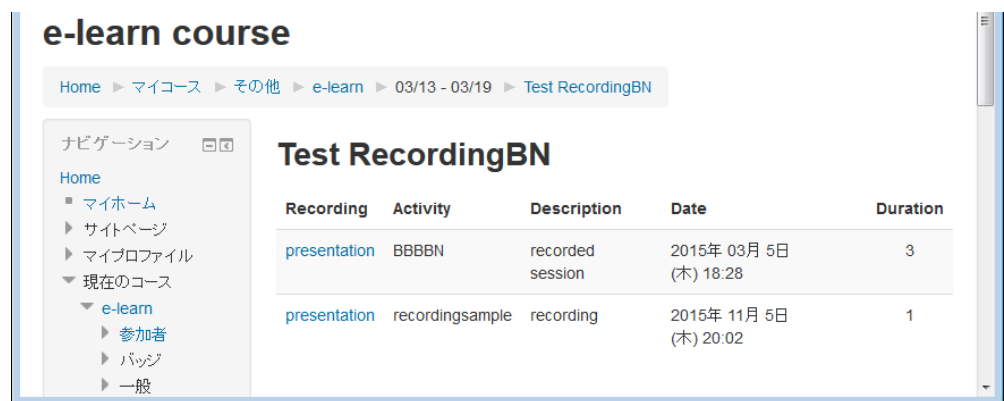 e-learn course
Home ▶ マイコース ▶ その他 ▶ e-learn ▶ 03/13 - 03/19 ▶ Test RecordingBN
ナビゲーション
Home
マイホーム
サイトページ
マイプロファイル
現在のコース
e-learn
参加者
バッジ
一般
Test RecordingBN
Recording Activity Description Date Duration
presentation BBBBN recorded 2015年 03月 5日 3
session (木) 18:28
presentation recordingsample recording 2015年 11月 5日 1
(木) 20:02